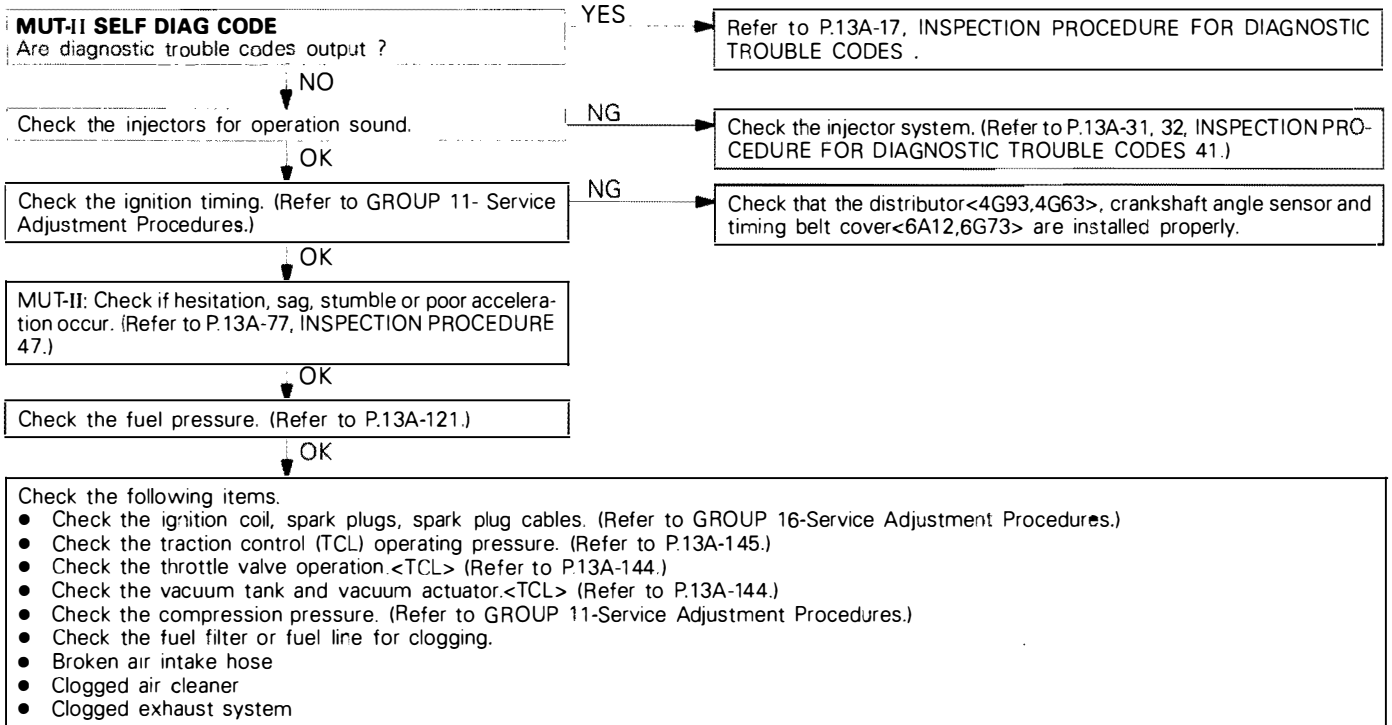 MUT-II SELF DIAG CODE
Are diagnostic trouble codes output ?
YES
Refer to P.13A-17, INSPECTION PROCEDURE FOR DIAGNOSTIC
TROUBLE CODES .
NO
Check the injectors for operation sound.
NG
Check the injector system. (Refer to P.13A-31, 32, INSPECTION PRO-
CEDURE FOR DIAGNOSTIC TROUBLE CODES 41.)
OK
Check the ignition timing. (Refer to GROUP 11- Service
Adjustment Procedures.)
NG
Check that the distributor<4G93,4G63>, crankshaft angle sensor and
timing belt cover<6A12,6G73> are installed properly.
OK
MUT-II: Check if hesitation, sag, stumble or poor accelera-
tion occur. (Refer to P.13A-77, INSPECTION PROCEDURE
47.)
OK
Check the fuel pressure. (Refer to P.13A-121.)
OK
Check the following items.
● Check the ignition coil, spark plugs, spark plug cables. (Refer to GROUP 16-Service Adjustment Procedures.)
● Check the traction control (TCL) operating pressure. (Refer to P.13A-145.)
● Check the throttle valve operation.<TCL> (Refer to P.13A-144.)
● Check the vacuum tank and vacuum actuator.<TCL> (Refer to P.13A-144.)
● Check the compression pressure. (Refer to GROUP 11-Service Adjustment Procedures.)
● Check the fuel filter or fuel line for clogging.
● Broken air intake hose
● Clogged air cleaner
● Clogged exhaust system